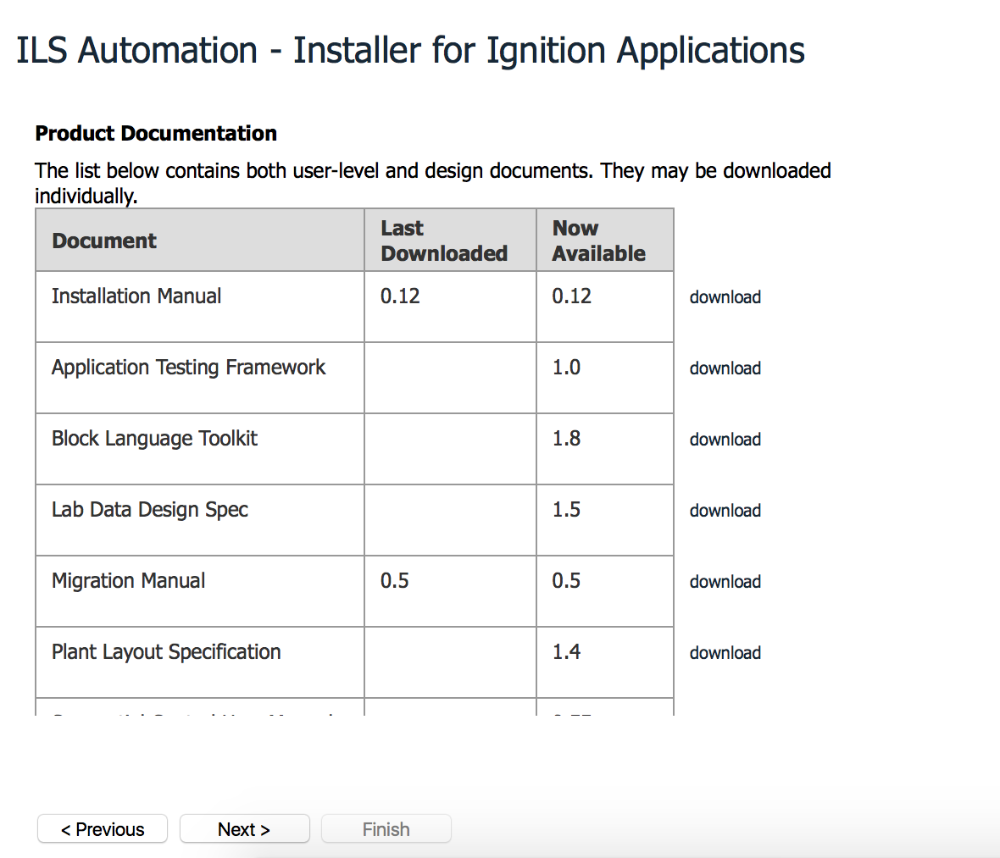 ILS Automation - Installer for Ignition Applications
Product Documentation
The list below contains both user-level and design documents. They may be downloaded
individually.
Document Last Downloaded Now Available
Installation Manual 0.12 0.12 download
Application Testing Framework 1.0 download
Block Language Toolkit 1.8 download
Lab Data Design Spec 1.5 download
Migration Manual 0.5 0.5 download
Plant Layout Specification 1.4 download
< Previous Next > Finish